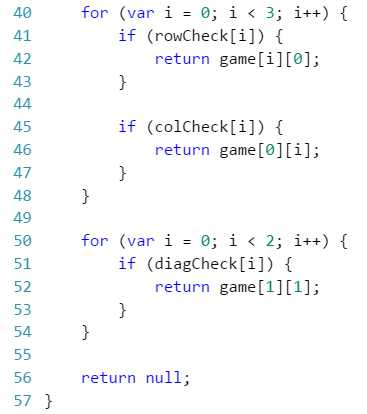 40     for (var i = 0; i < 3; i++) {
41         if (rowCheck[i]) {
42             return game[i][0];
43         }
44
45         if (colCheck[i]) {
46             return game[0][i];
47         }
48     }
49
50     for (var i = 0; i < 2; i++) {
51         if (diagCheck[i]) {
52             return game[1][1];
53         }
54     }
55
56     return null;
57 }